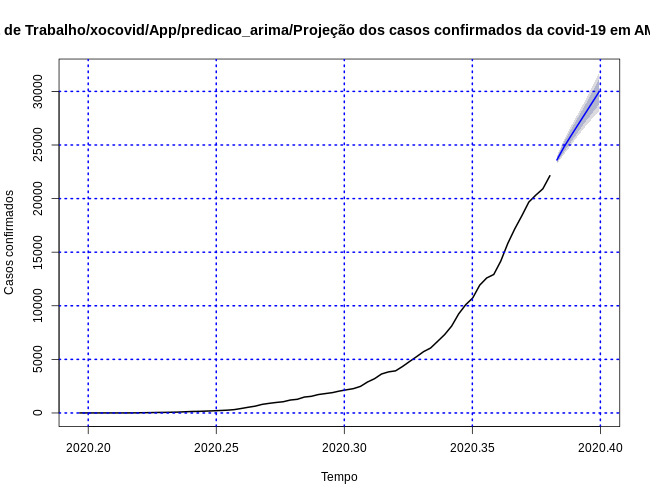 de Trabalho/xocovid/App/predicao_arima/Projeção dos casos confirmados da covid-19 em AM
30000
25000
20000
15000
10000
5000
0
Casos confirmados
2020.20 2020.25 2020.30 2020.35 2020.40
Tempo